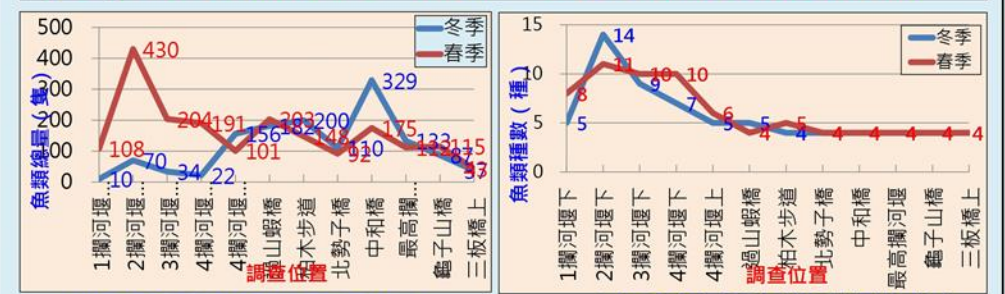 魚類總量(隻)
500
400
300
200
100
0
冬季
春季
10
70
34
22
156
182
200
110
329
133
87
37
108
430
204
191
101
203
148
92
175
115
1攔河堰…
2攔河堰…
3攔河堰…
4攔河堰…
4攔河堰…
過山蝦橋
柏木步道
北勢子橋
中和橋
最高攔…
龜子山橋
三板橋上
調查位置
魚類種數(種)
15
10
5
0
冬季
春季
5
14
9
7
5
5
4
8
11
10
10
6
4
5
4
4
4
4
4
4
1攔河堰下
2攔河堰下
3攔河堰下
4攔河堰下
4攔河堰上
過山蝦橋
柏木步道
北勢子橋
中和橋
最高攔河堰
龜子山橋
三板橋上
調查位置